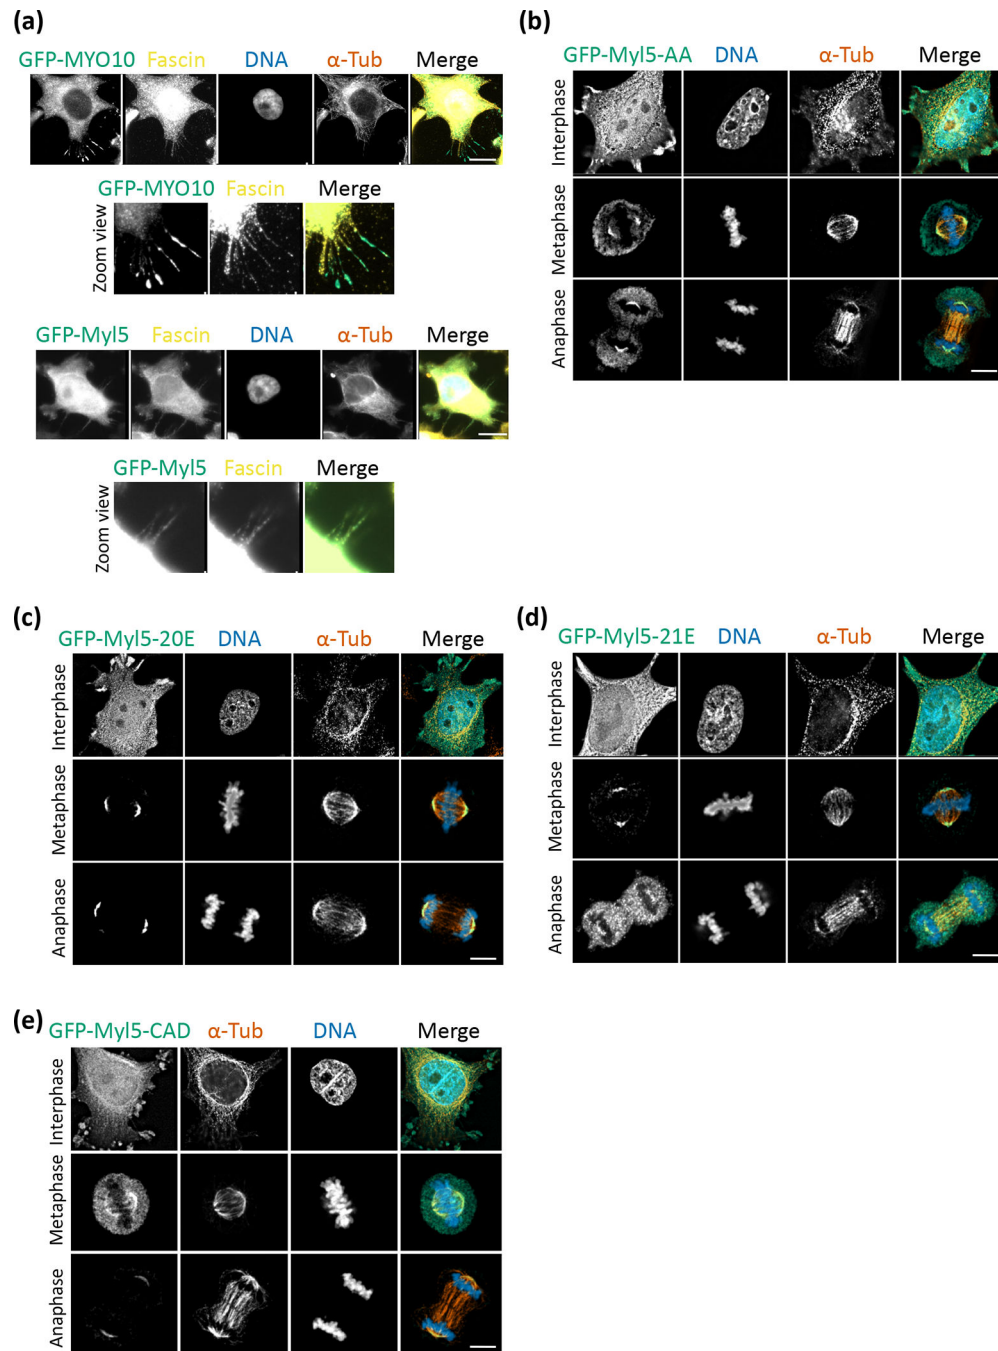 (a)
GFP-MYO10 Fascin DNA α-Tub Merge
GFP-MYO10 Fascin Merge
Zoom view
GFP-Myl5 Fascin DNA α-Tub Merge
GFP-Myl5 Fascin Merge
Zoom view
(b)
GFP-Myl5-AA DNA α-Tub Merge
Interphase
Metaphase
Anaphase
(c)
GFP-Myl5-20E DNA α-Tub Merge
Interphase
Metaphase
Anaphase
(d)
GFP-Myl5-21E DNA α-Tub Merge
Interphase
Metaphase
Anaphase
(e)
GFP-Myl5-CAD α-Tub DNA Merge
Interphase
Metaphase
Anaphase